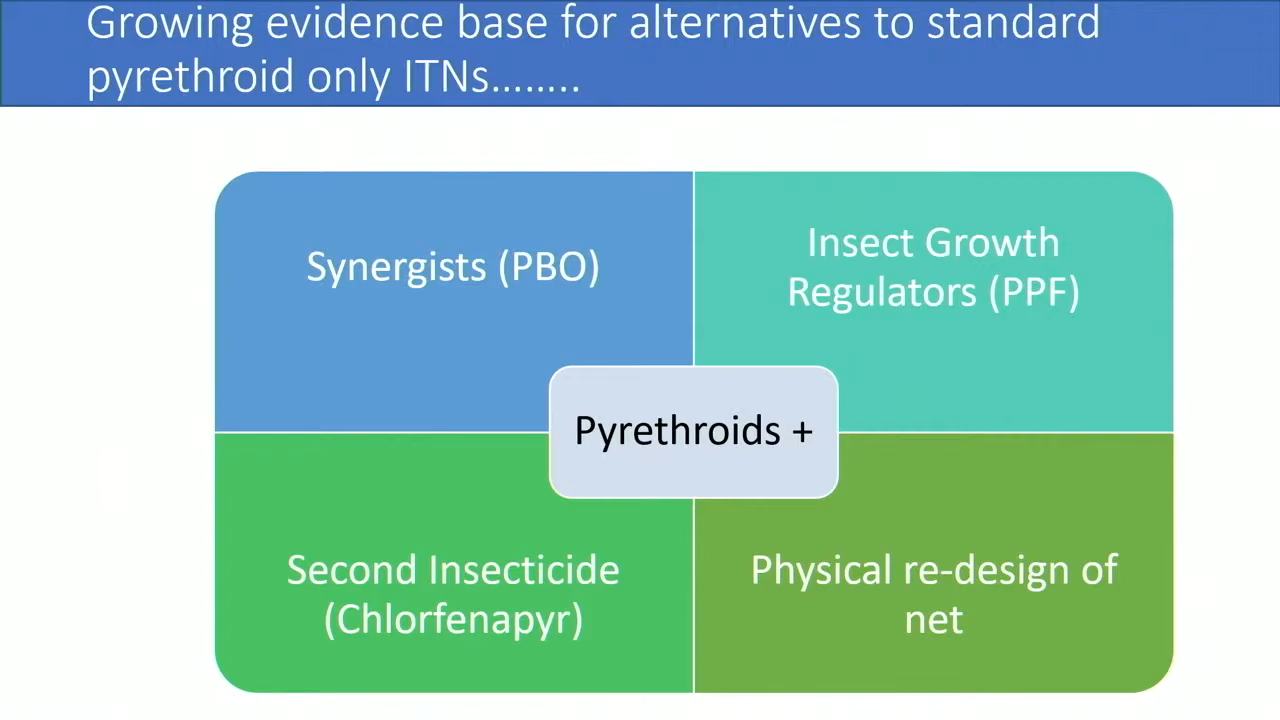 Growing evidence base for alternatives to standard
pyrethroid only ITNs……..
Synergists (PBO)
Insect Growth
Regulators (PPF)
Pyrethroids +
Second Insecticide
(Chlorfenapyr)
Physical re-design of
net